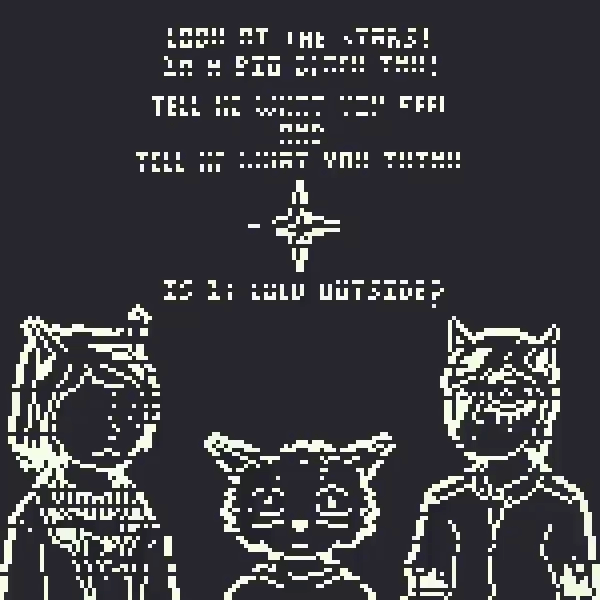 LOOK AT THE STARS!
A BIG
TELL ME WHAT YOU FEEL
AND
TELL ME WHAT YOU THINK
IS IT COLD OUTSIDE?